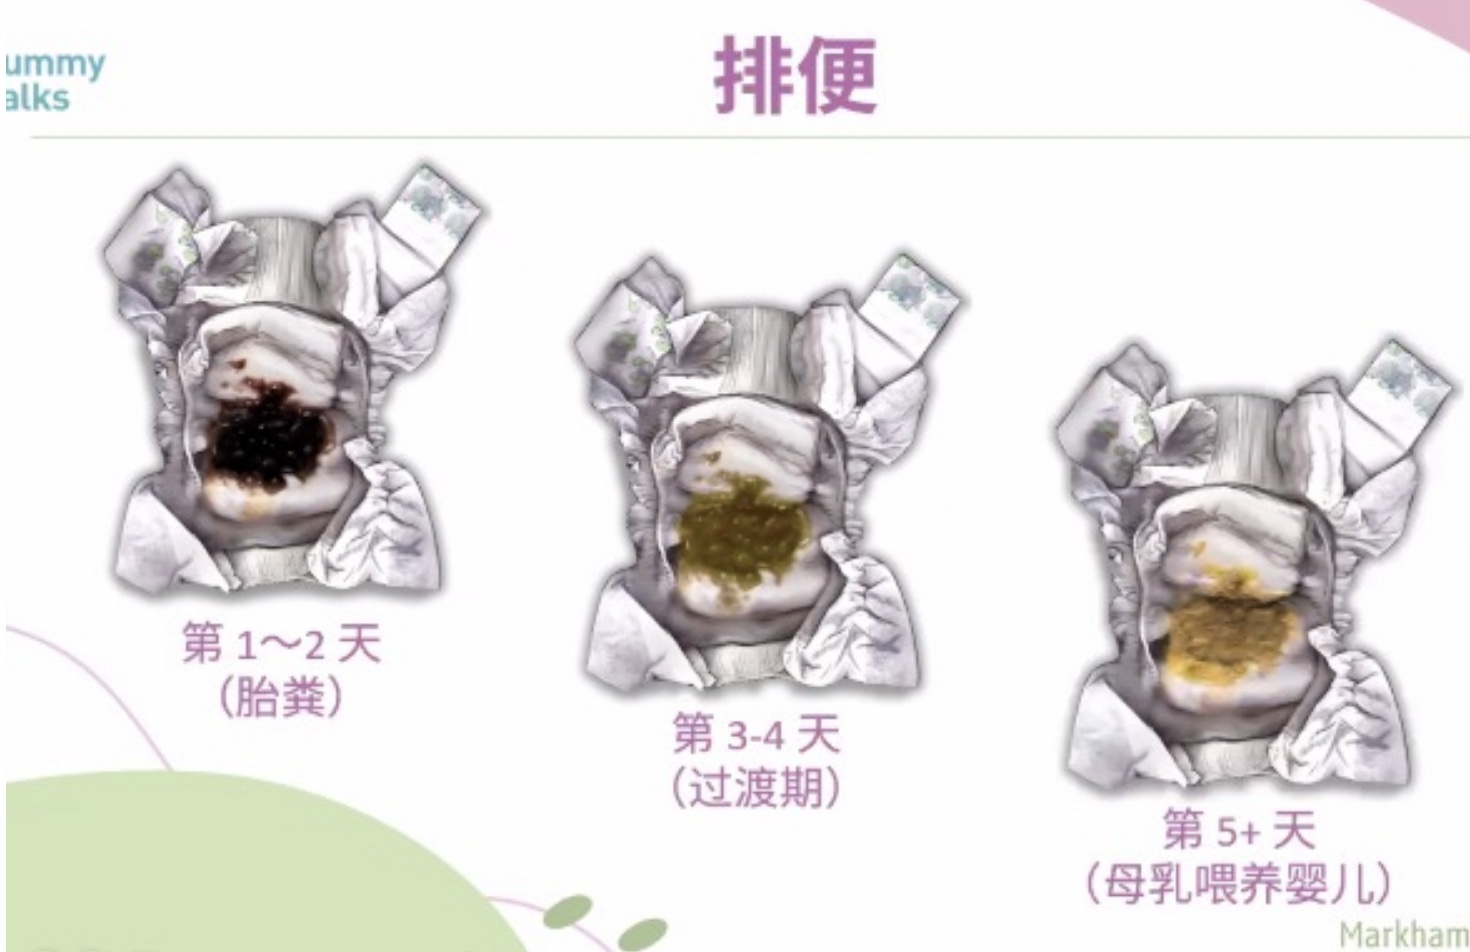 ummy
alks
排便
第 1～2 天
（胎粪）
第 3-4 天
（过渡期）
第 5+ 天
（母乳喂养婴儿）
Markham